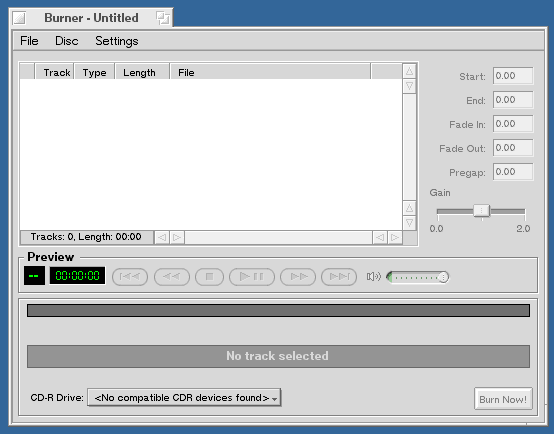 Burner - Untitled
File Disc Settings
Track Type Length File
Start: 0.00
End: 0.00
Fade In: 0.00
Fade Out: 0.00
Pregap: 0.00
Gain
0.0 2.0
Tracks: 0, Length: 00:00
Preview
-- 00:00:00
No track selected
CD-R Drive: <No compatible CDR devices found>
Burn Now!